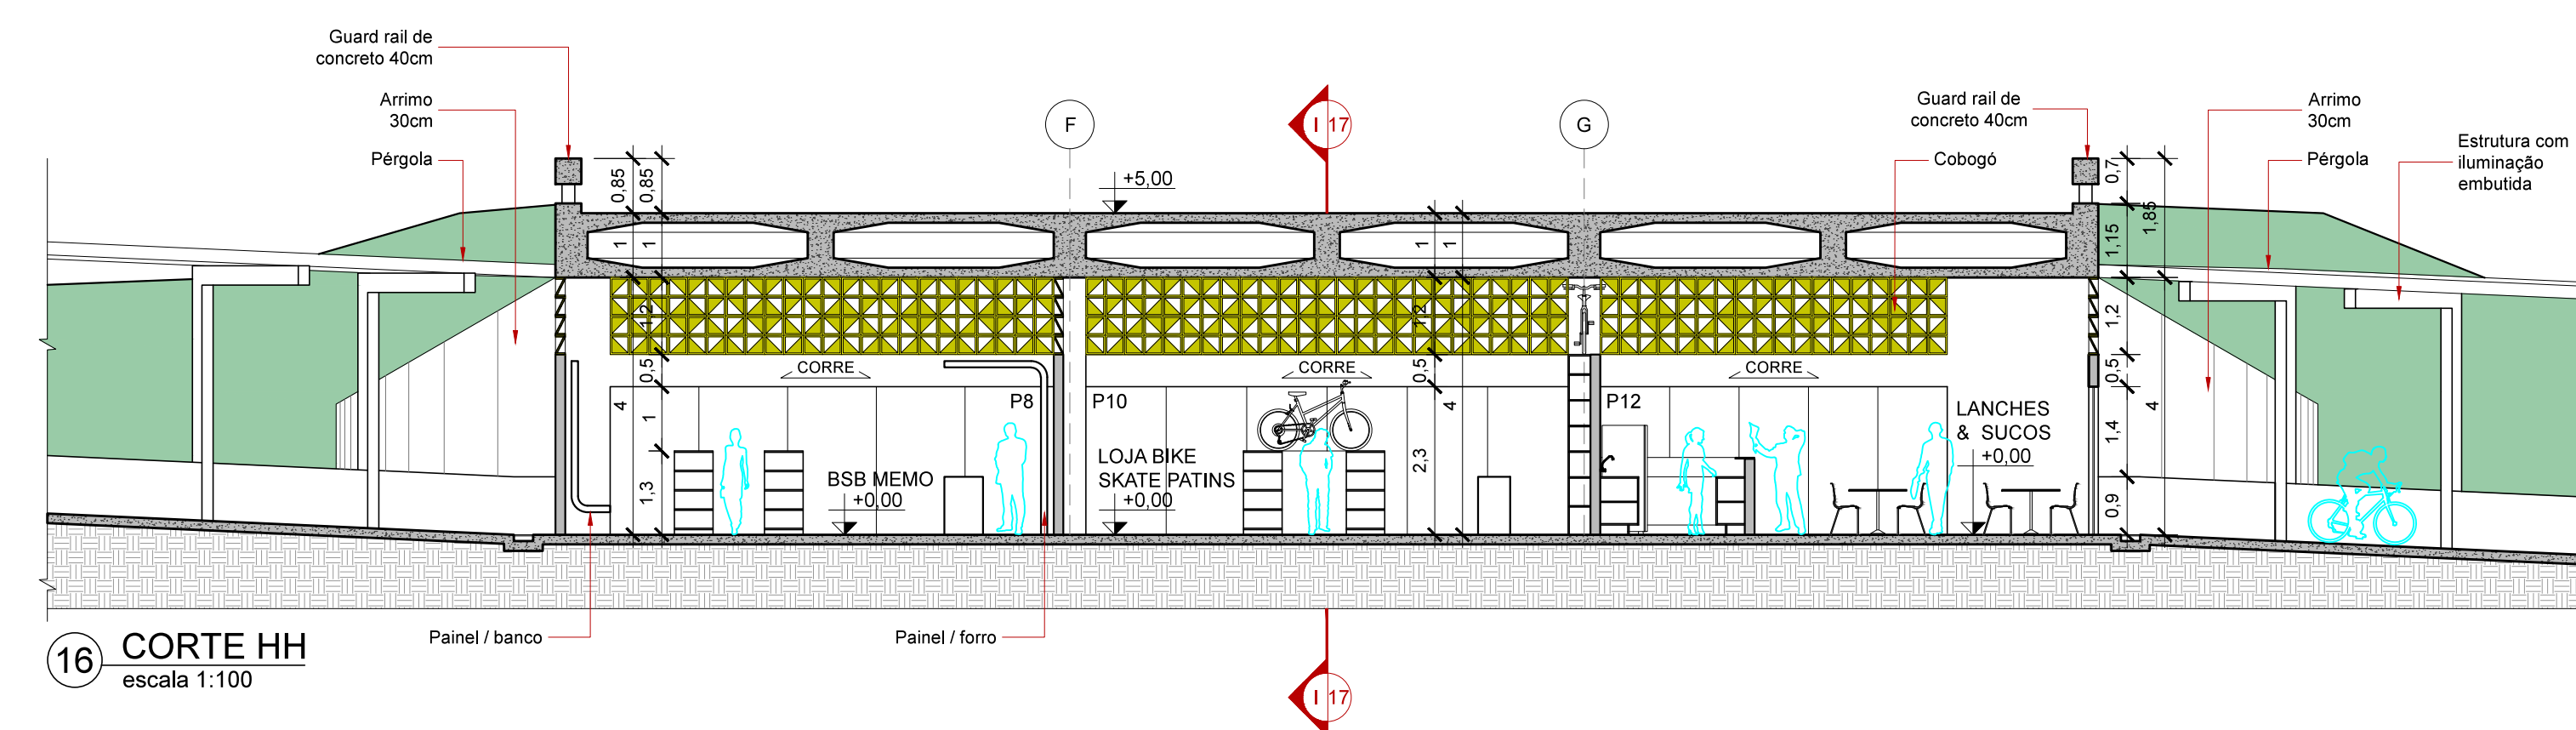 Guard rail de
concreto 40cm
Arrimo
30cm
Pérgola
0,85
0,85
F
+5,00
I 17
G
Guard rail de
concreto 40cm
Cobogó
0,7
1,85
1,15
Arrimo
30cm
Pérgola
Estrutura com
iluminação
embutida
1
1
1
1
1,2
1,2
1,2
0,5
CORRE
0,5
CORRE
CORRE
0,5
4
1
1,3
P8
P10
4
2,3
P12
LANCHES
& SUCOS
+0,00
1,4
4
0,9
BSB MEMO
+0,00
LOJA BIKE
SKATE PATINS
+0,00
Painel / banco
Painel / forro
I 17
16 CORTE HH
escala 1:100